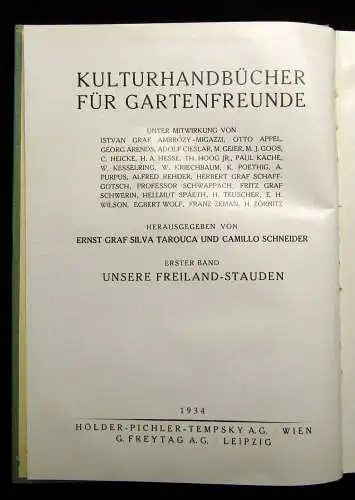 KULTURHANDBÜCHER
FÜR GARTENFREUNDE
UNTER MITWIRKUNG VON
ISTVAN GRAF AMBRÓZY-MIGAZZI, OTTO APPEL,
GEORG ARENDS, ADOLF CIESLAR, M. GEIER, M. J. GOOS,
C. HEICKE, H. A. HESSE, TH. HOOG JR., PAUL KACHE,
W. KESSELRING, W. KRIECHBAUM, K. POETHIG, A.
PURPUS, ALFRED REHDER, HERBERT GRAF SCHAFF-
GOTSCH, PROFESSOR SCHWAPPACH, FRITZ GRAF
SCHWERIN, HELLMUT SPAETH, H. TEUSCHER, E. H.
WILSON, EGBERT WOLF, FRANZ ZEMAN, H. ZÖRNITZ
HERAUSGEGEBEN VON
ERNST GRAF SILVA TAROUCA UND CAMILLO SCHNEIDER
ERSTER BAND
UNSERE FREILAND-STAUDEN
1934
HÖLDER-PICHLER-TEMPSKY A. G. / WIEN
G. FREYTAG A. G. / LEIPZIG